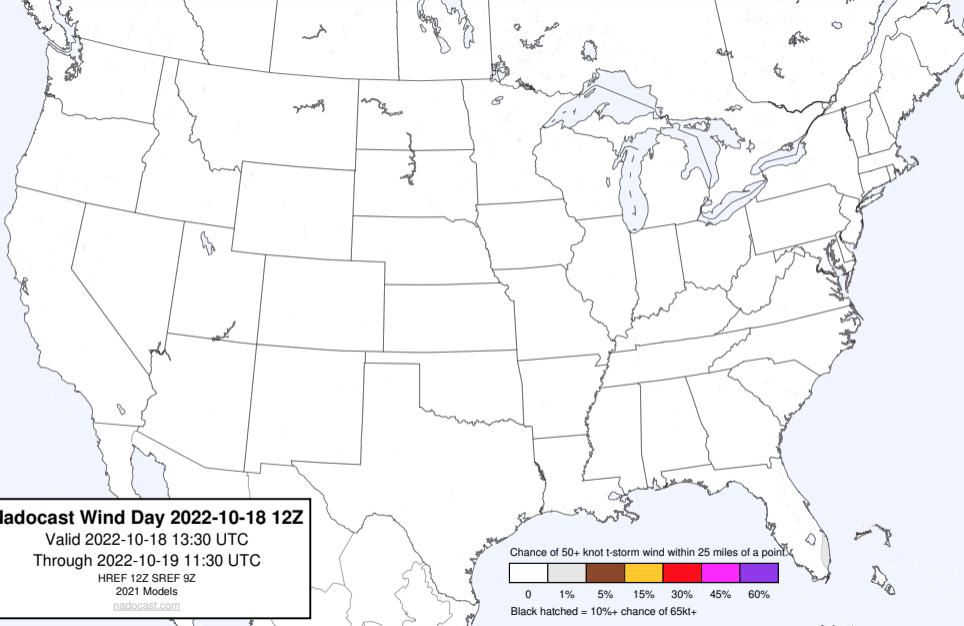 Nadocast Wind Day 2022-10-18 12Z
Valid 2022-10-18 13:30 UTC
Through 2022-10-19 11:30 UTC
HREF 12Z SREF 9Z
2021 Models
nadocast.com
Chance of 50+ knot t-storm wind within 25 miles of a point.
0 1% 5% 15% 30% 45% 60%
Black hatched = 10%+ chance of 65kt+